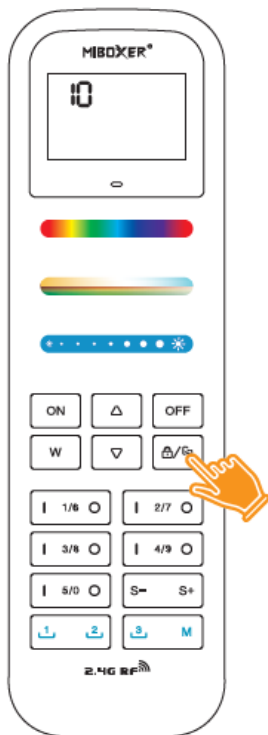 MIBOXER®
10
ON OFF
W
I 1/6 O I 2/7 O
I 3/8 O I 4/9 O
I 5/0 O S- S+
1 2 3 M
2.4G RF